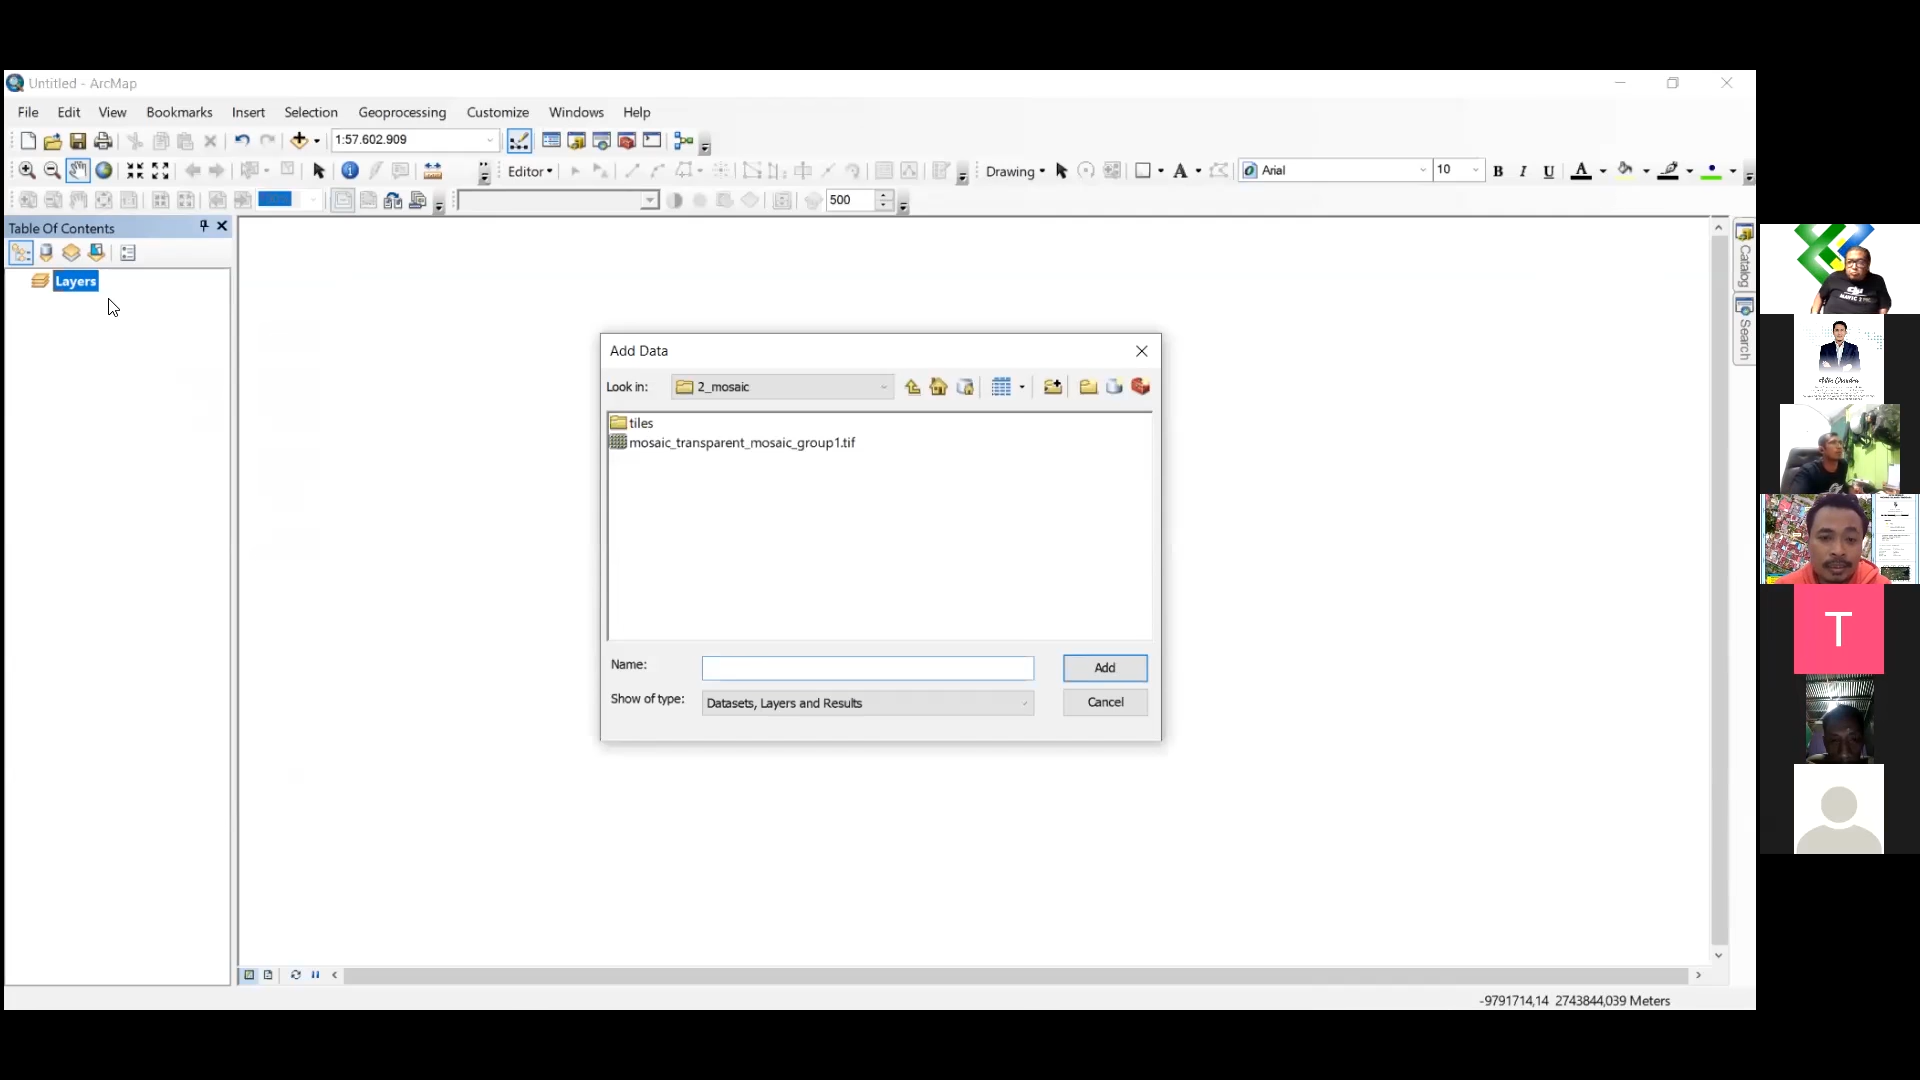 Untitled - ArcMap
File Edit View Bookmarks Insert Selection Geoprocessing Customize Windows Help
1:57.602.909
Editor
Drawing
A
Arial
10
B I U A
500
Table Of Contents
Layers
Catalog
Search
Add Data
Look in:
2_mosaic
tiles
mosaic_transparent_mosaic_group1.tif
Name:
Add
Show of type:
Datasets, Layers and Results
Cancel
-9791714,14 2743844,039 Meters
T